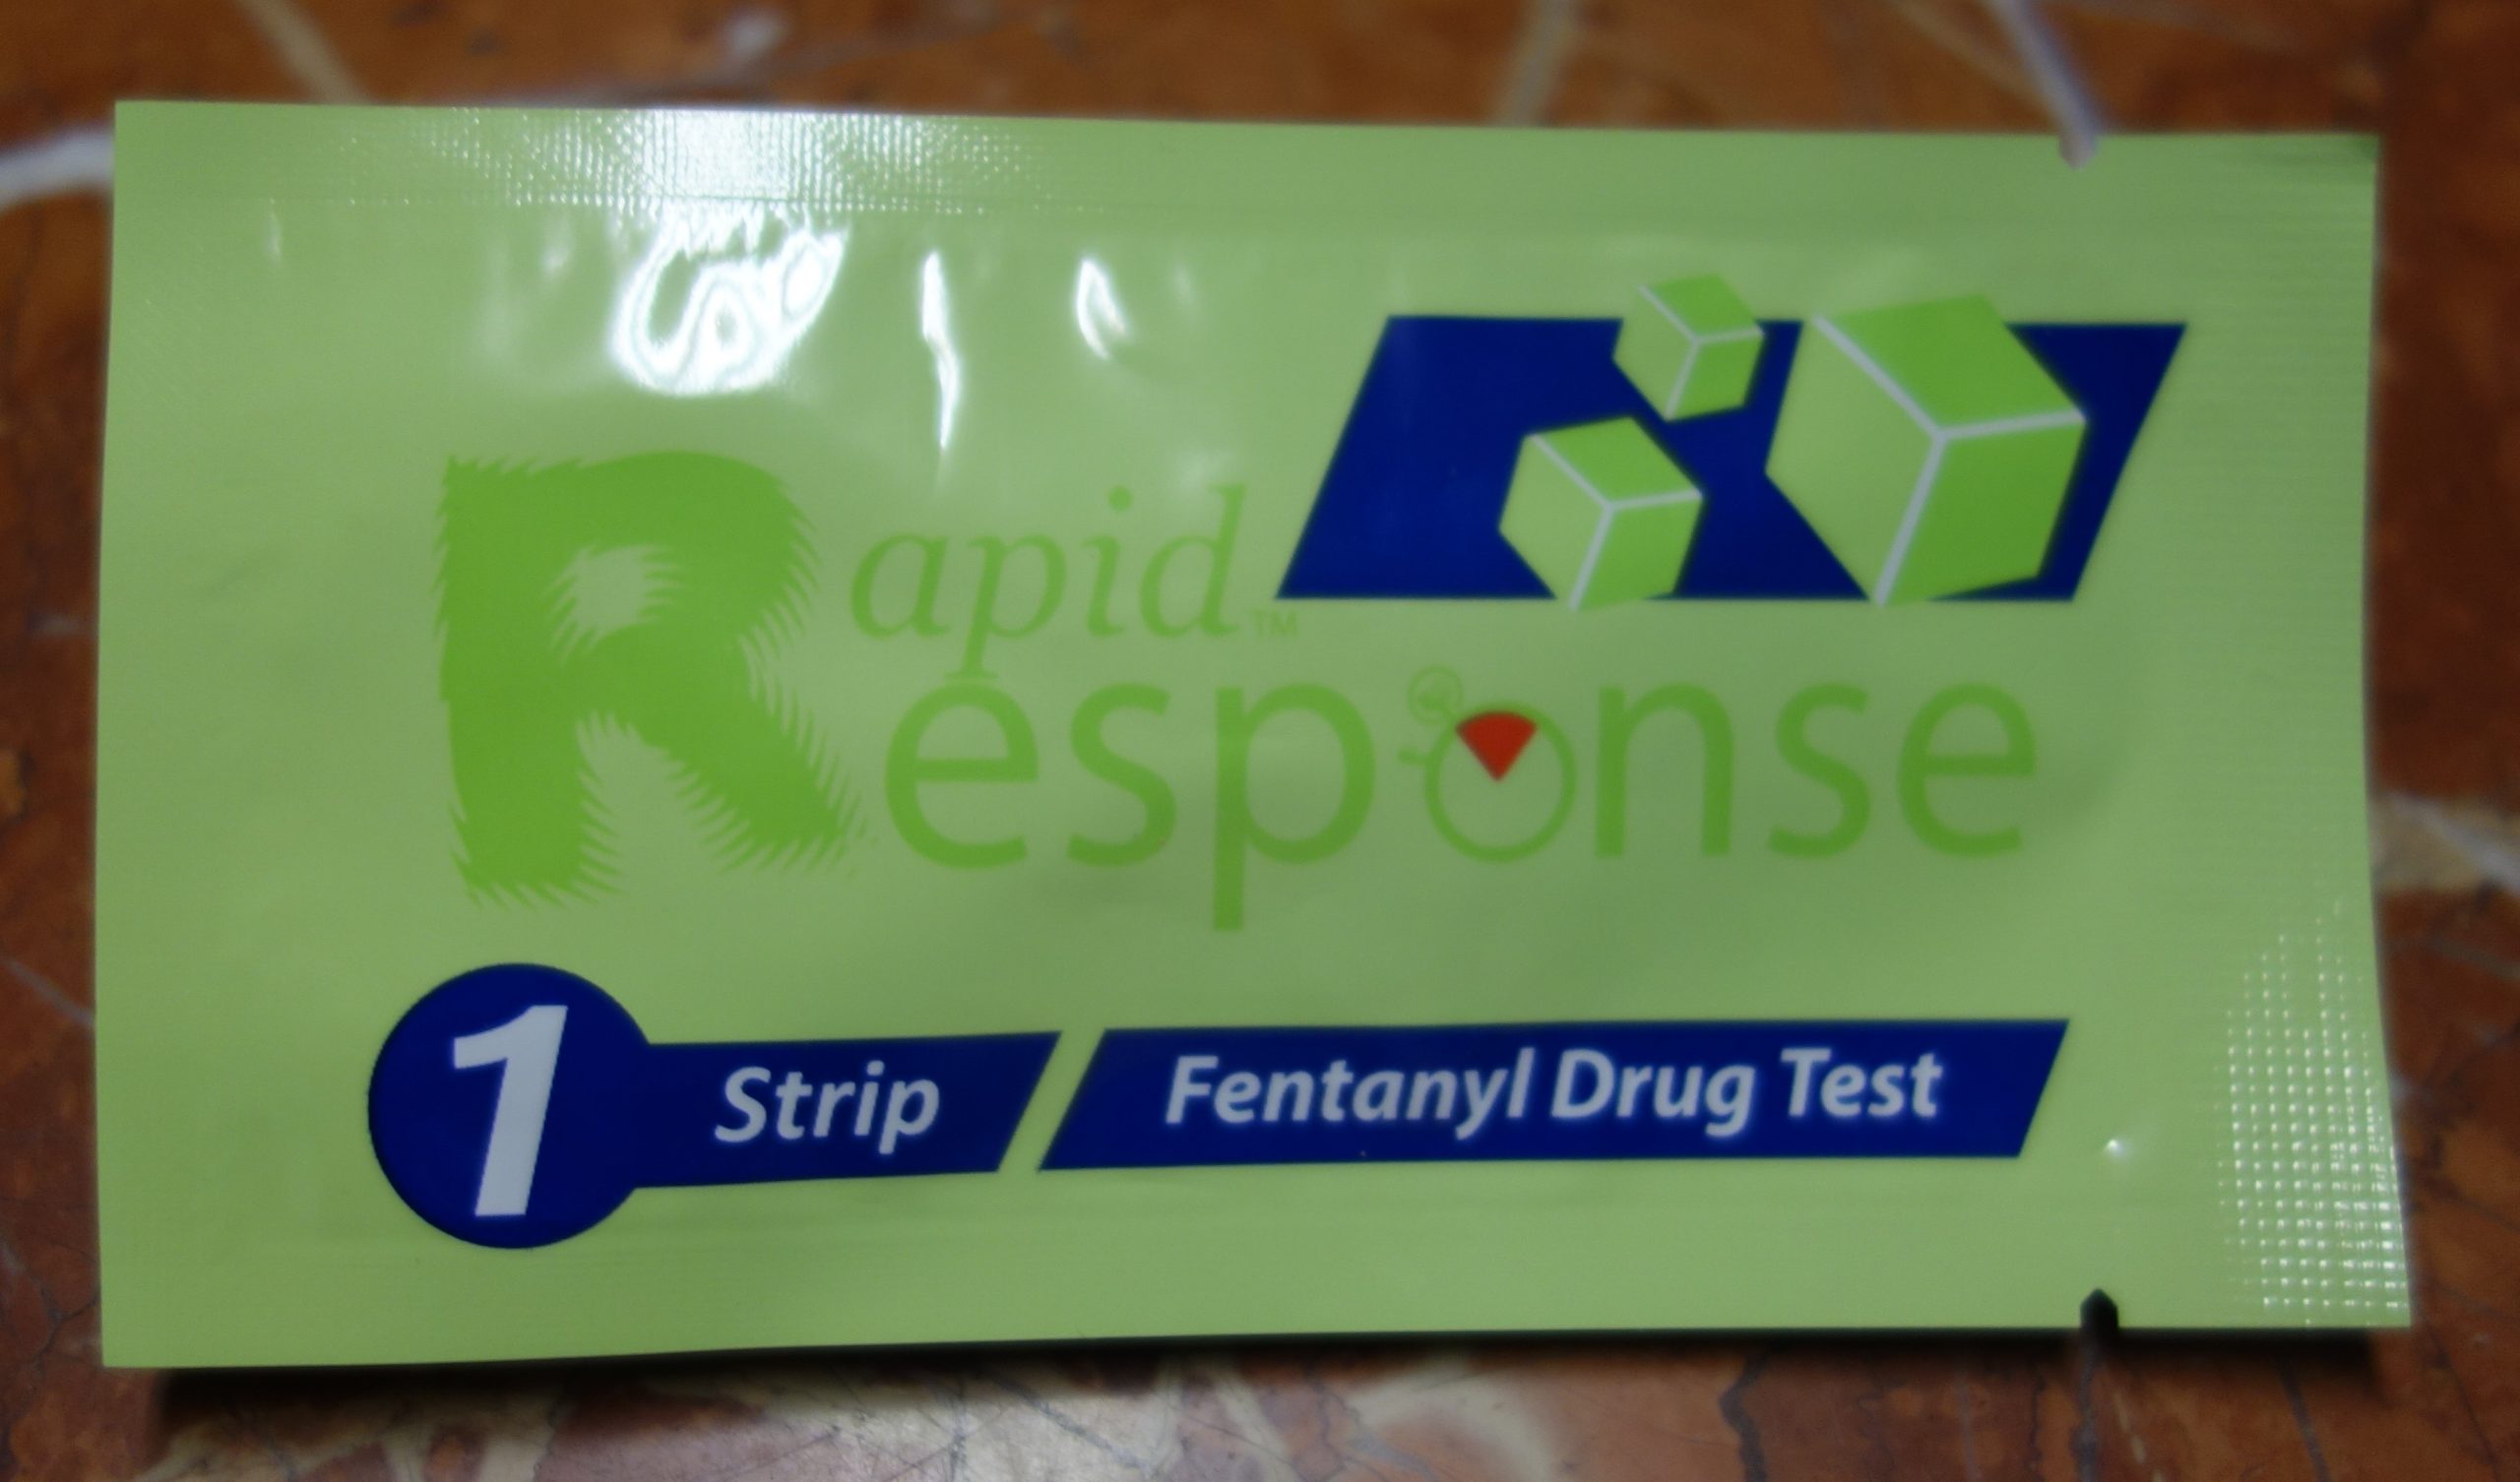 Rapid™
Response
1 Strip Fentanyl Drug Test